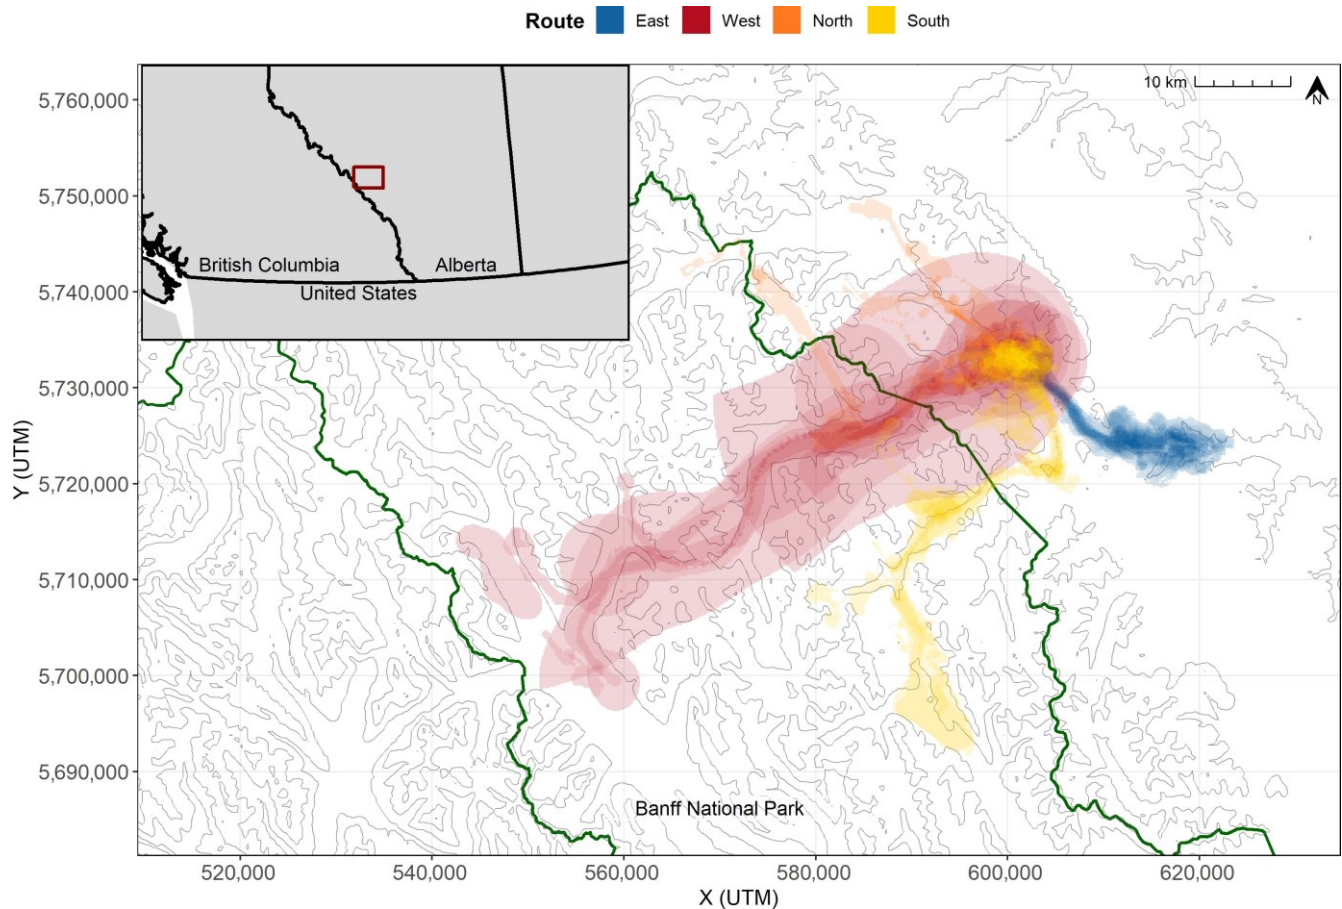 Route East West North South
10 km
N
5,760,000
5,750,000
5,740,000
5,730,000
5,720,000
5,710,000
5,700,000
5,690,000
Y (UTM)
British Columbia
Alberta
United States
Banff National Park
520,000 540,000 560,000 580,000 600,000 620,000
X (UTM)